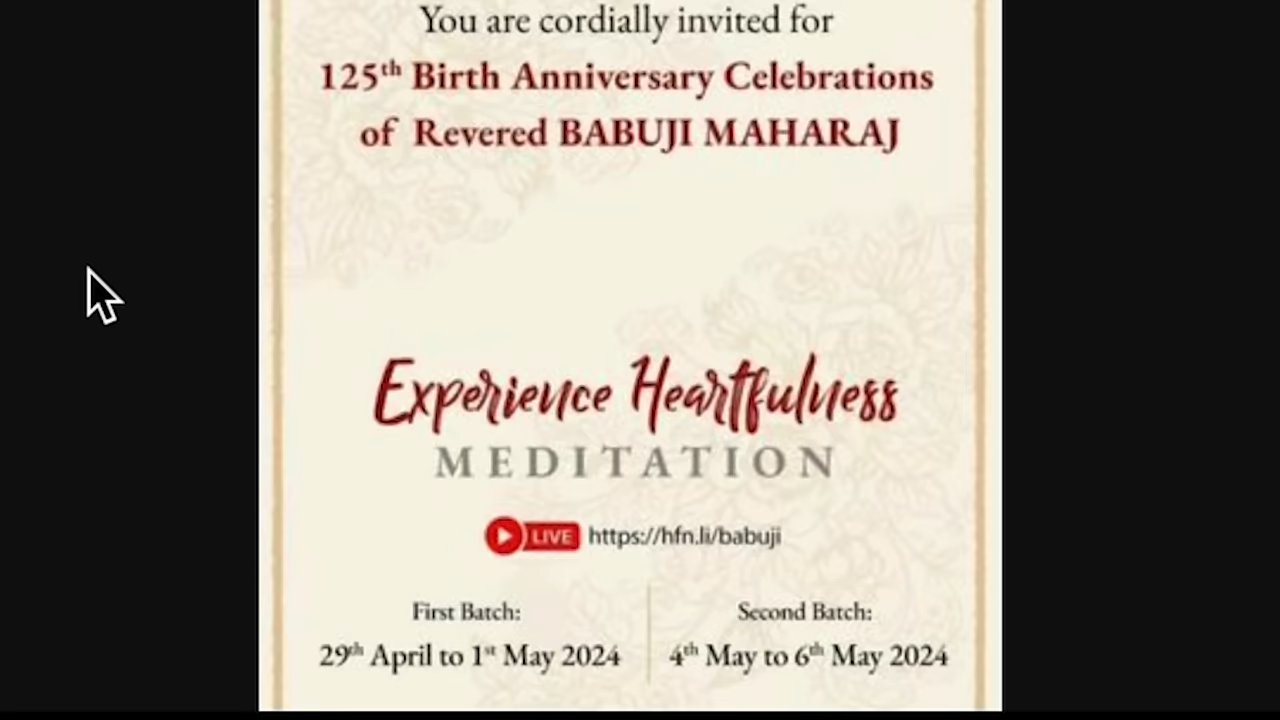 You are cordially invited for
125th Birth Anniversary Celebrations
of Revered BABUJI MAHARAJ
Experience Heartfulness
MEDITATION
LIVE https://hfn.li/babuji
First Batch:
29th April to 1st May 2024
Second Batch:
4th May to 6th May 2024